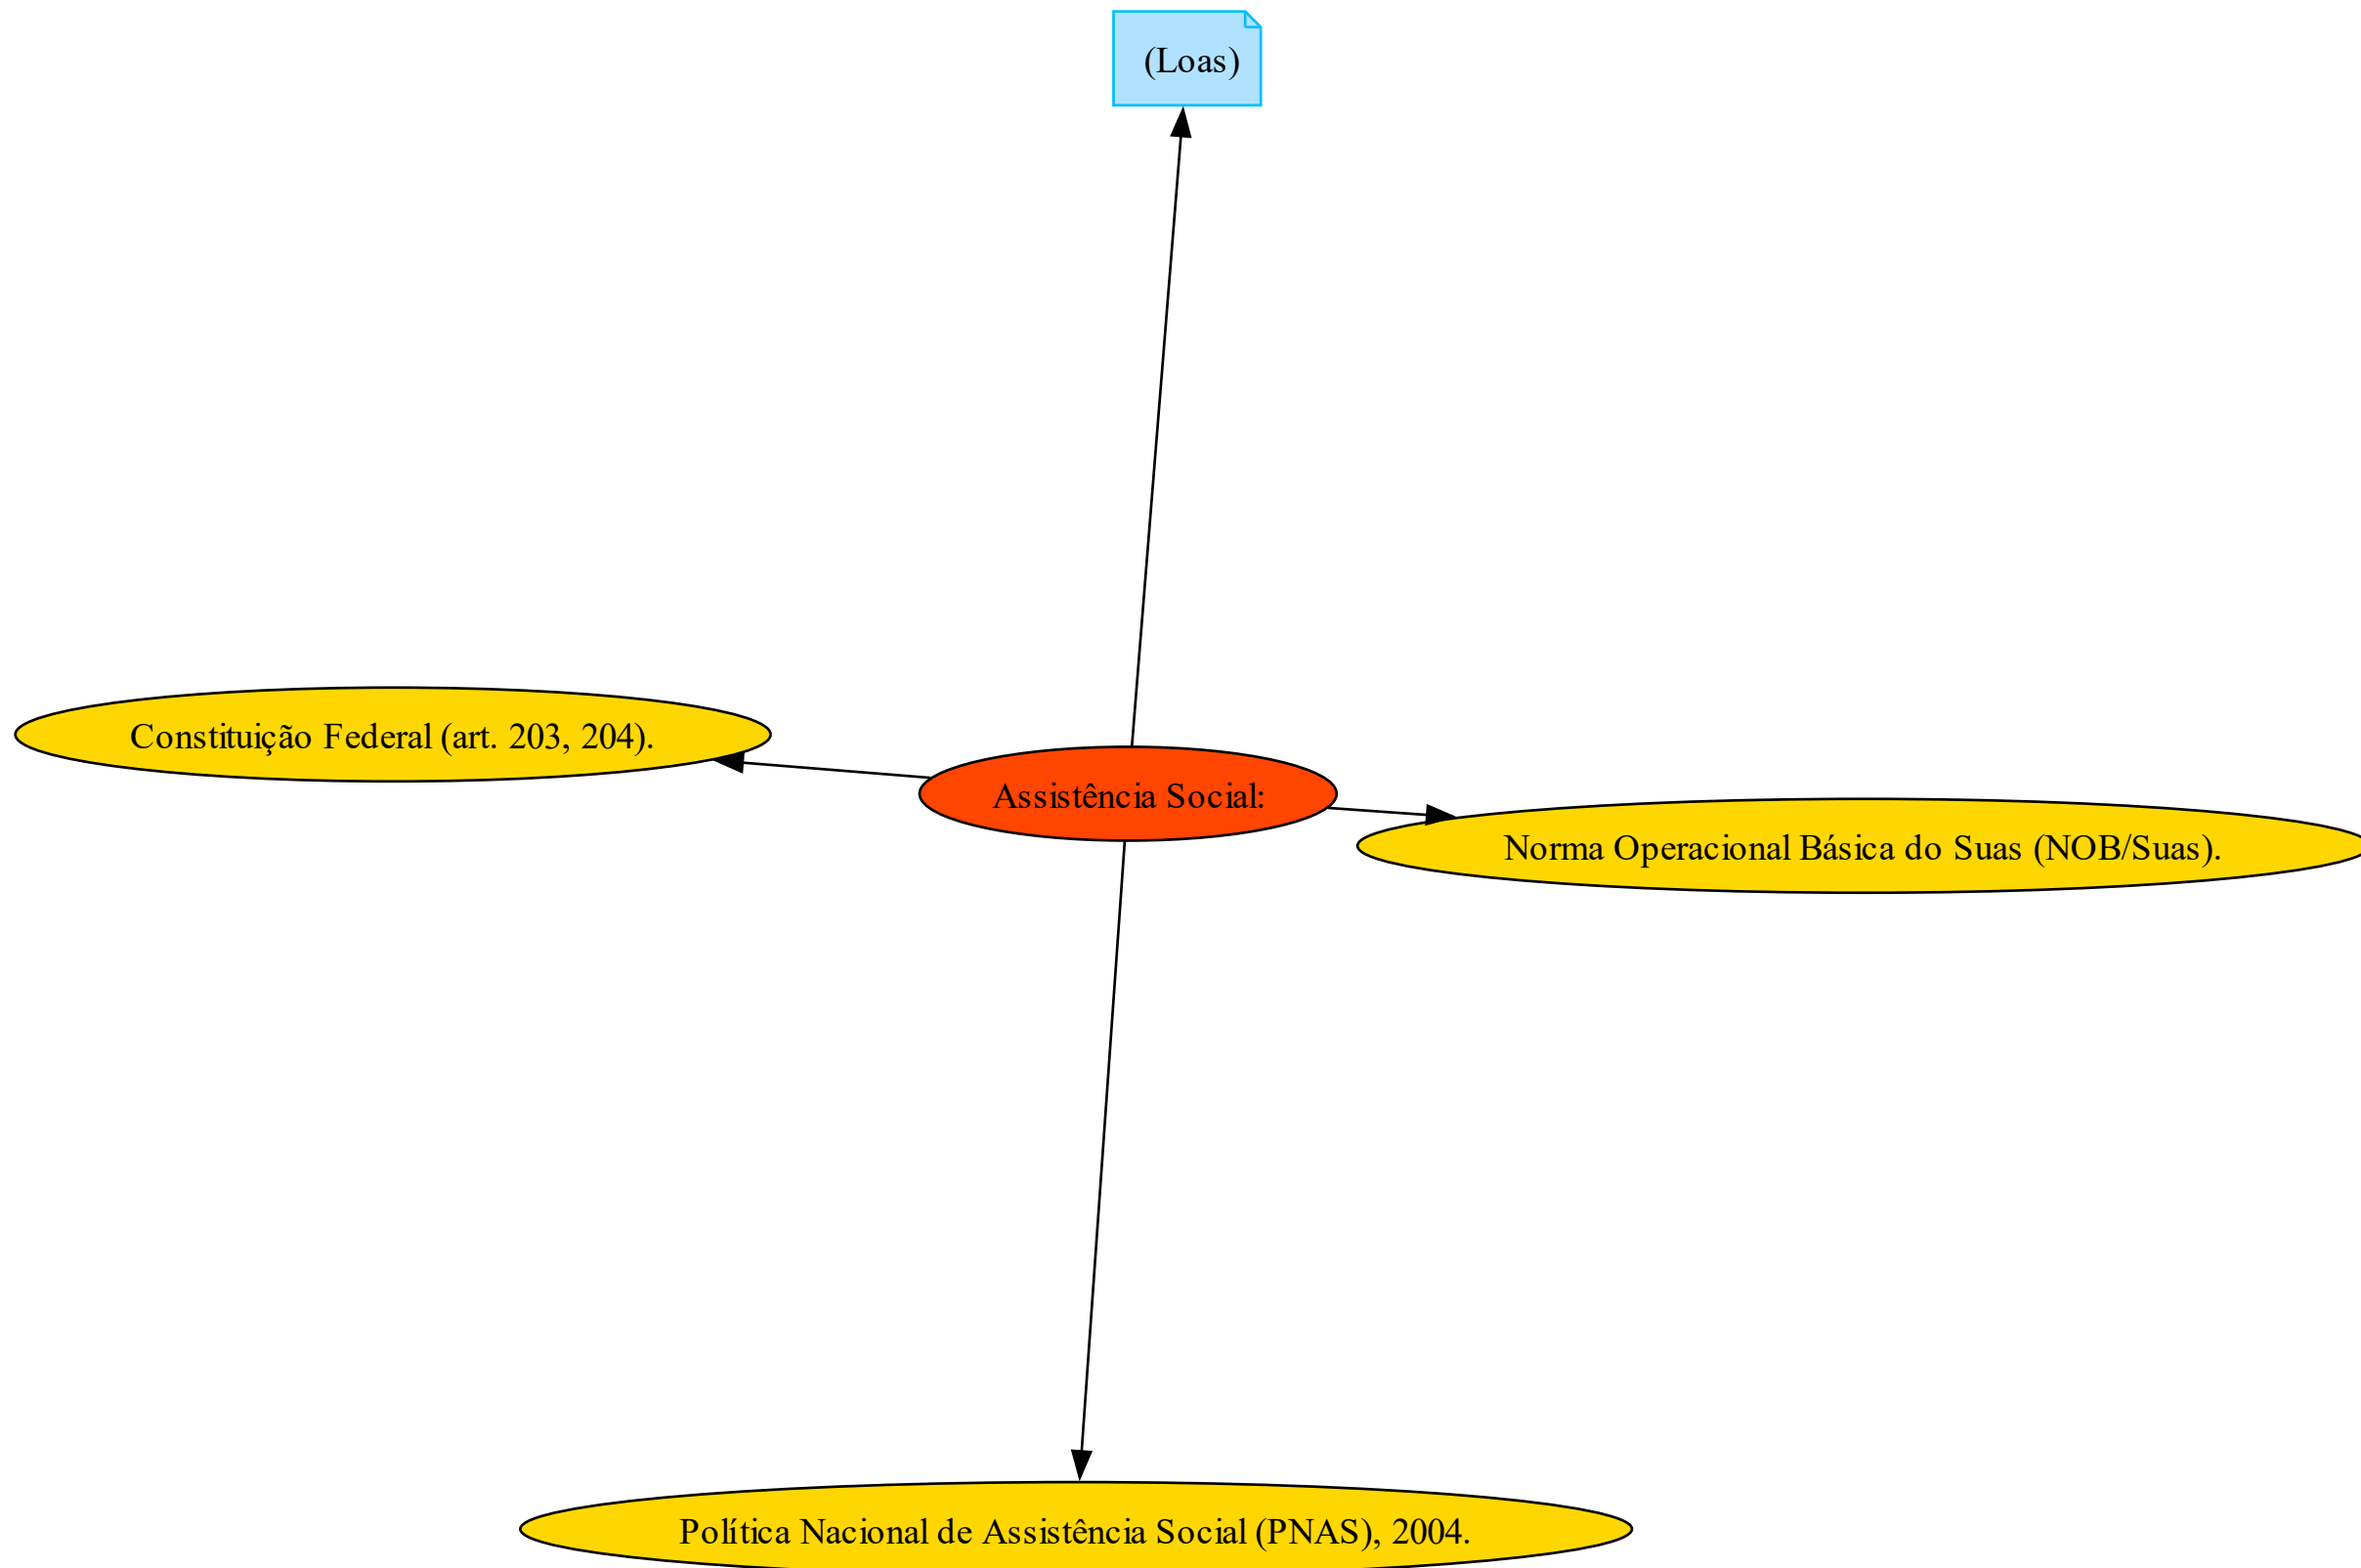 (Loas)
Constituição Federal (art. 203, 204).
Assistência Social:
Norma Operacional Básica do Suas (NOB/Suas).
Política Nacional de Assistência Social (PNAS), 2004.